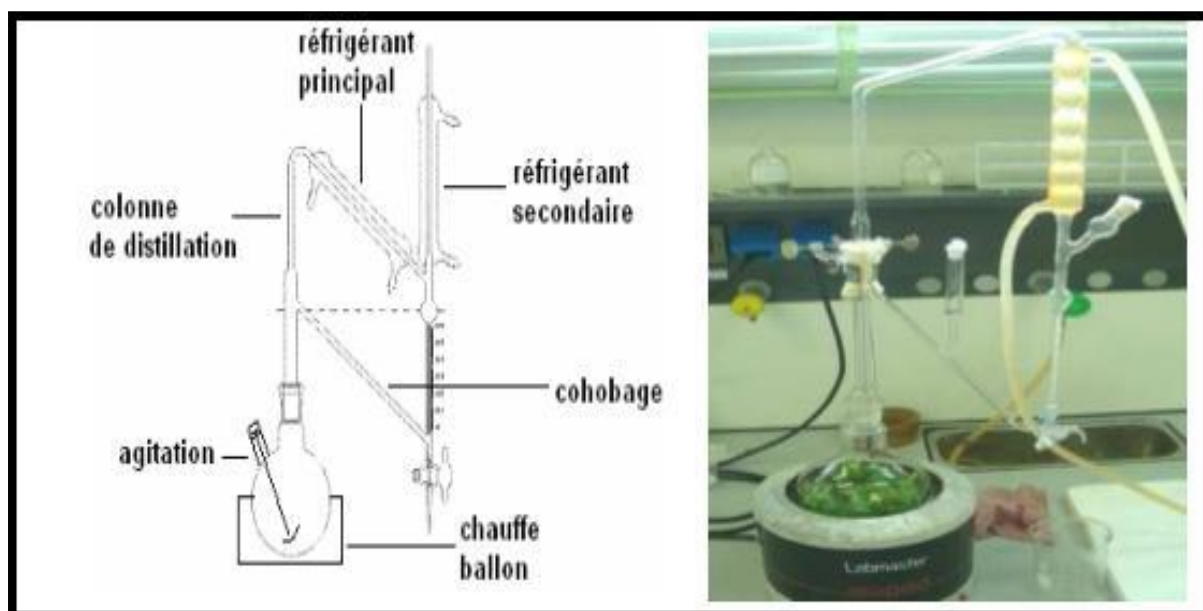 réfrigérant
principal
réfrigérant
secondaire
colonne
de distillation
cohobage
agitation
chauffe
ballon
Labmaster